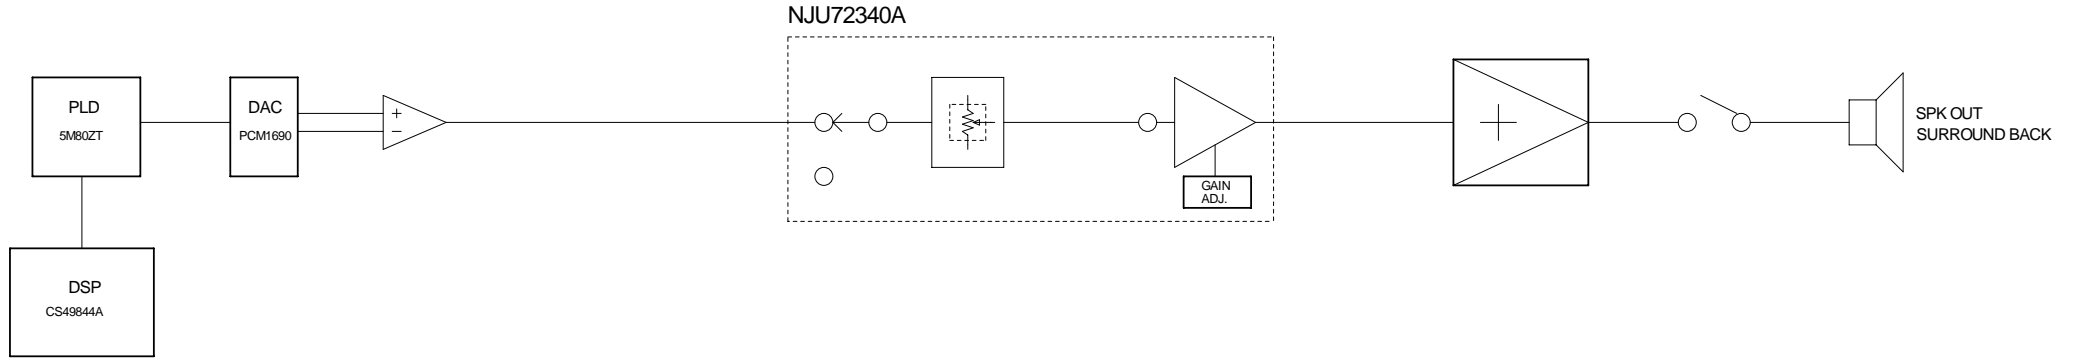 NJU72340A
PLD
5M80ZT
DAC
PCM1690
+
−
GAIN
ADJ.
SPK OUT
SURROUND BACK
DSP
CS49844A